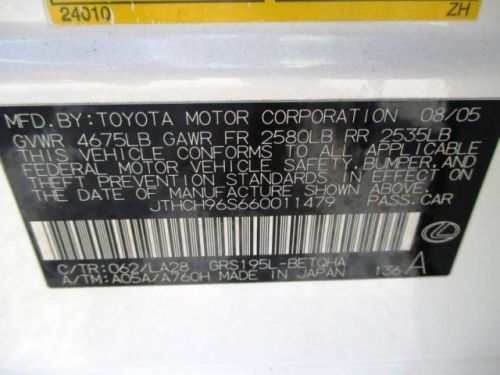 24010 ZH
MFD.BY:TOYOTA MOTOR CORPORATION 08/05
GVWR 4675LB GAWR FR 2580LB RR 2535LB
THIS VEHICLE CONFORMS TO ALL APPLICABLE
FEDERAL MOTOR VEHICLE SAFETY, BUMPER, AND
THEFT PREVENTION STANDARDS IN EFFECT ON
THE DATE OF MANUFACTURE SHOWN ABOVE.
JTHCH96S660011479 PASS.CAR
C/TR:062/LA28 GRS195L-BETQHA
A/TM:A05A/A760H MADE IN JAPAN 136 A